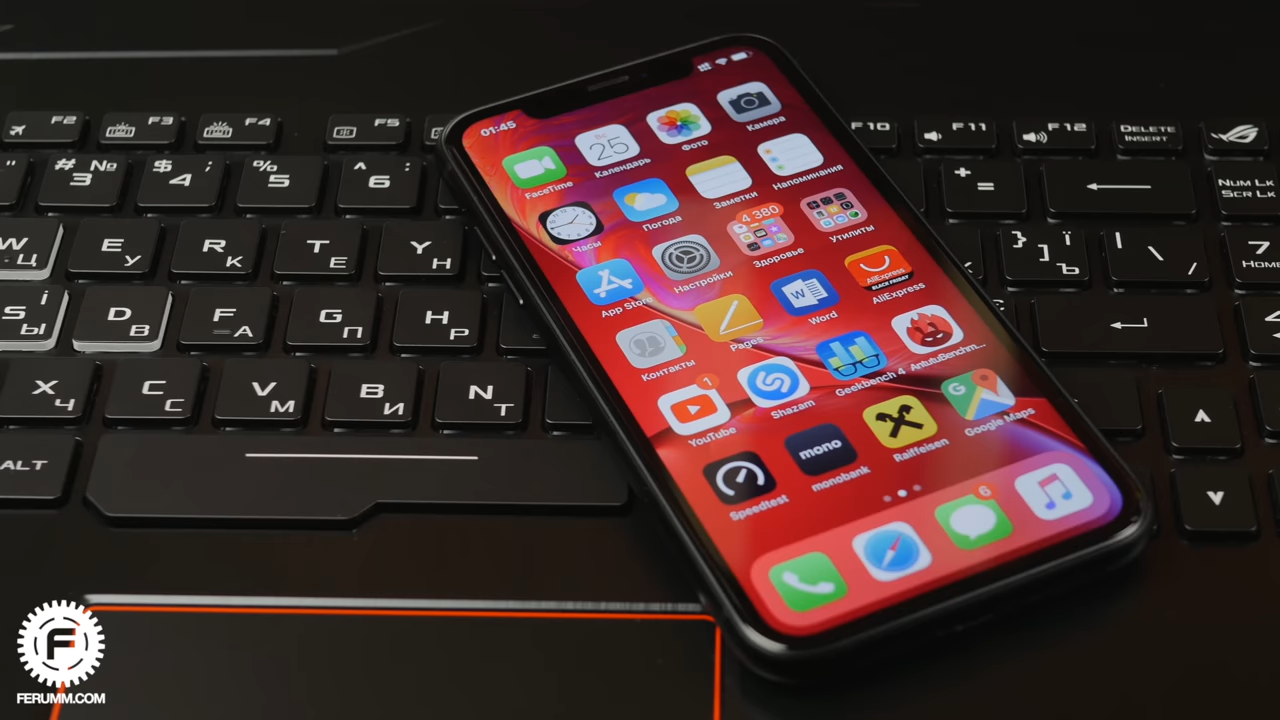 F2
F3
F4
F5
F10
F11
F12
DELETE
INSERT
" # № 3
$ ; 4
% 5
^ : 6
+ =
NUM LK
SCR LK
W Ц
E У
R К
T Е
Y Н
} ] ї Ъ
| \ /
7
HOME
S і Ы
D В
F А
G П
H Р
4
X Ч
C С
V М
B И
N Т
ALT
01:45
FaceTime
Вс
25
Календарь
Фото
Камера
Часы
Погода
Заметки
Напоминания
App Store
Настройки
4 380
Здоровье
Утилиты
Контакты
Pages
W
Word
AliExpress
BLACK FRIDAY
AliExpress
1
YouTube
Shazam
Geekbench 4
AntutuBenchm...
Speedtest
mono
monobank
Raiffeisen
G
Google Maps
6
F
FERUMM.COM